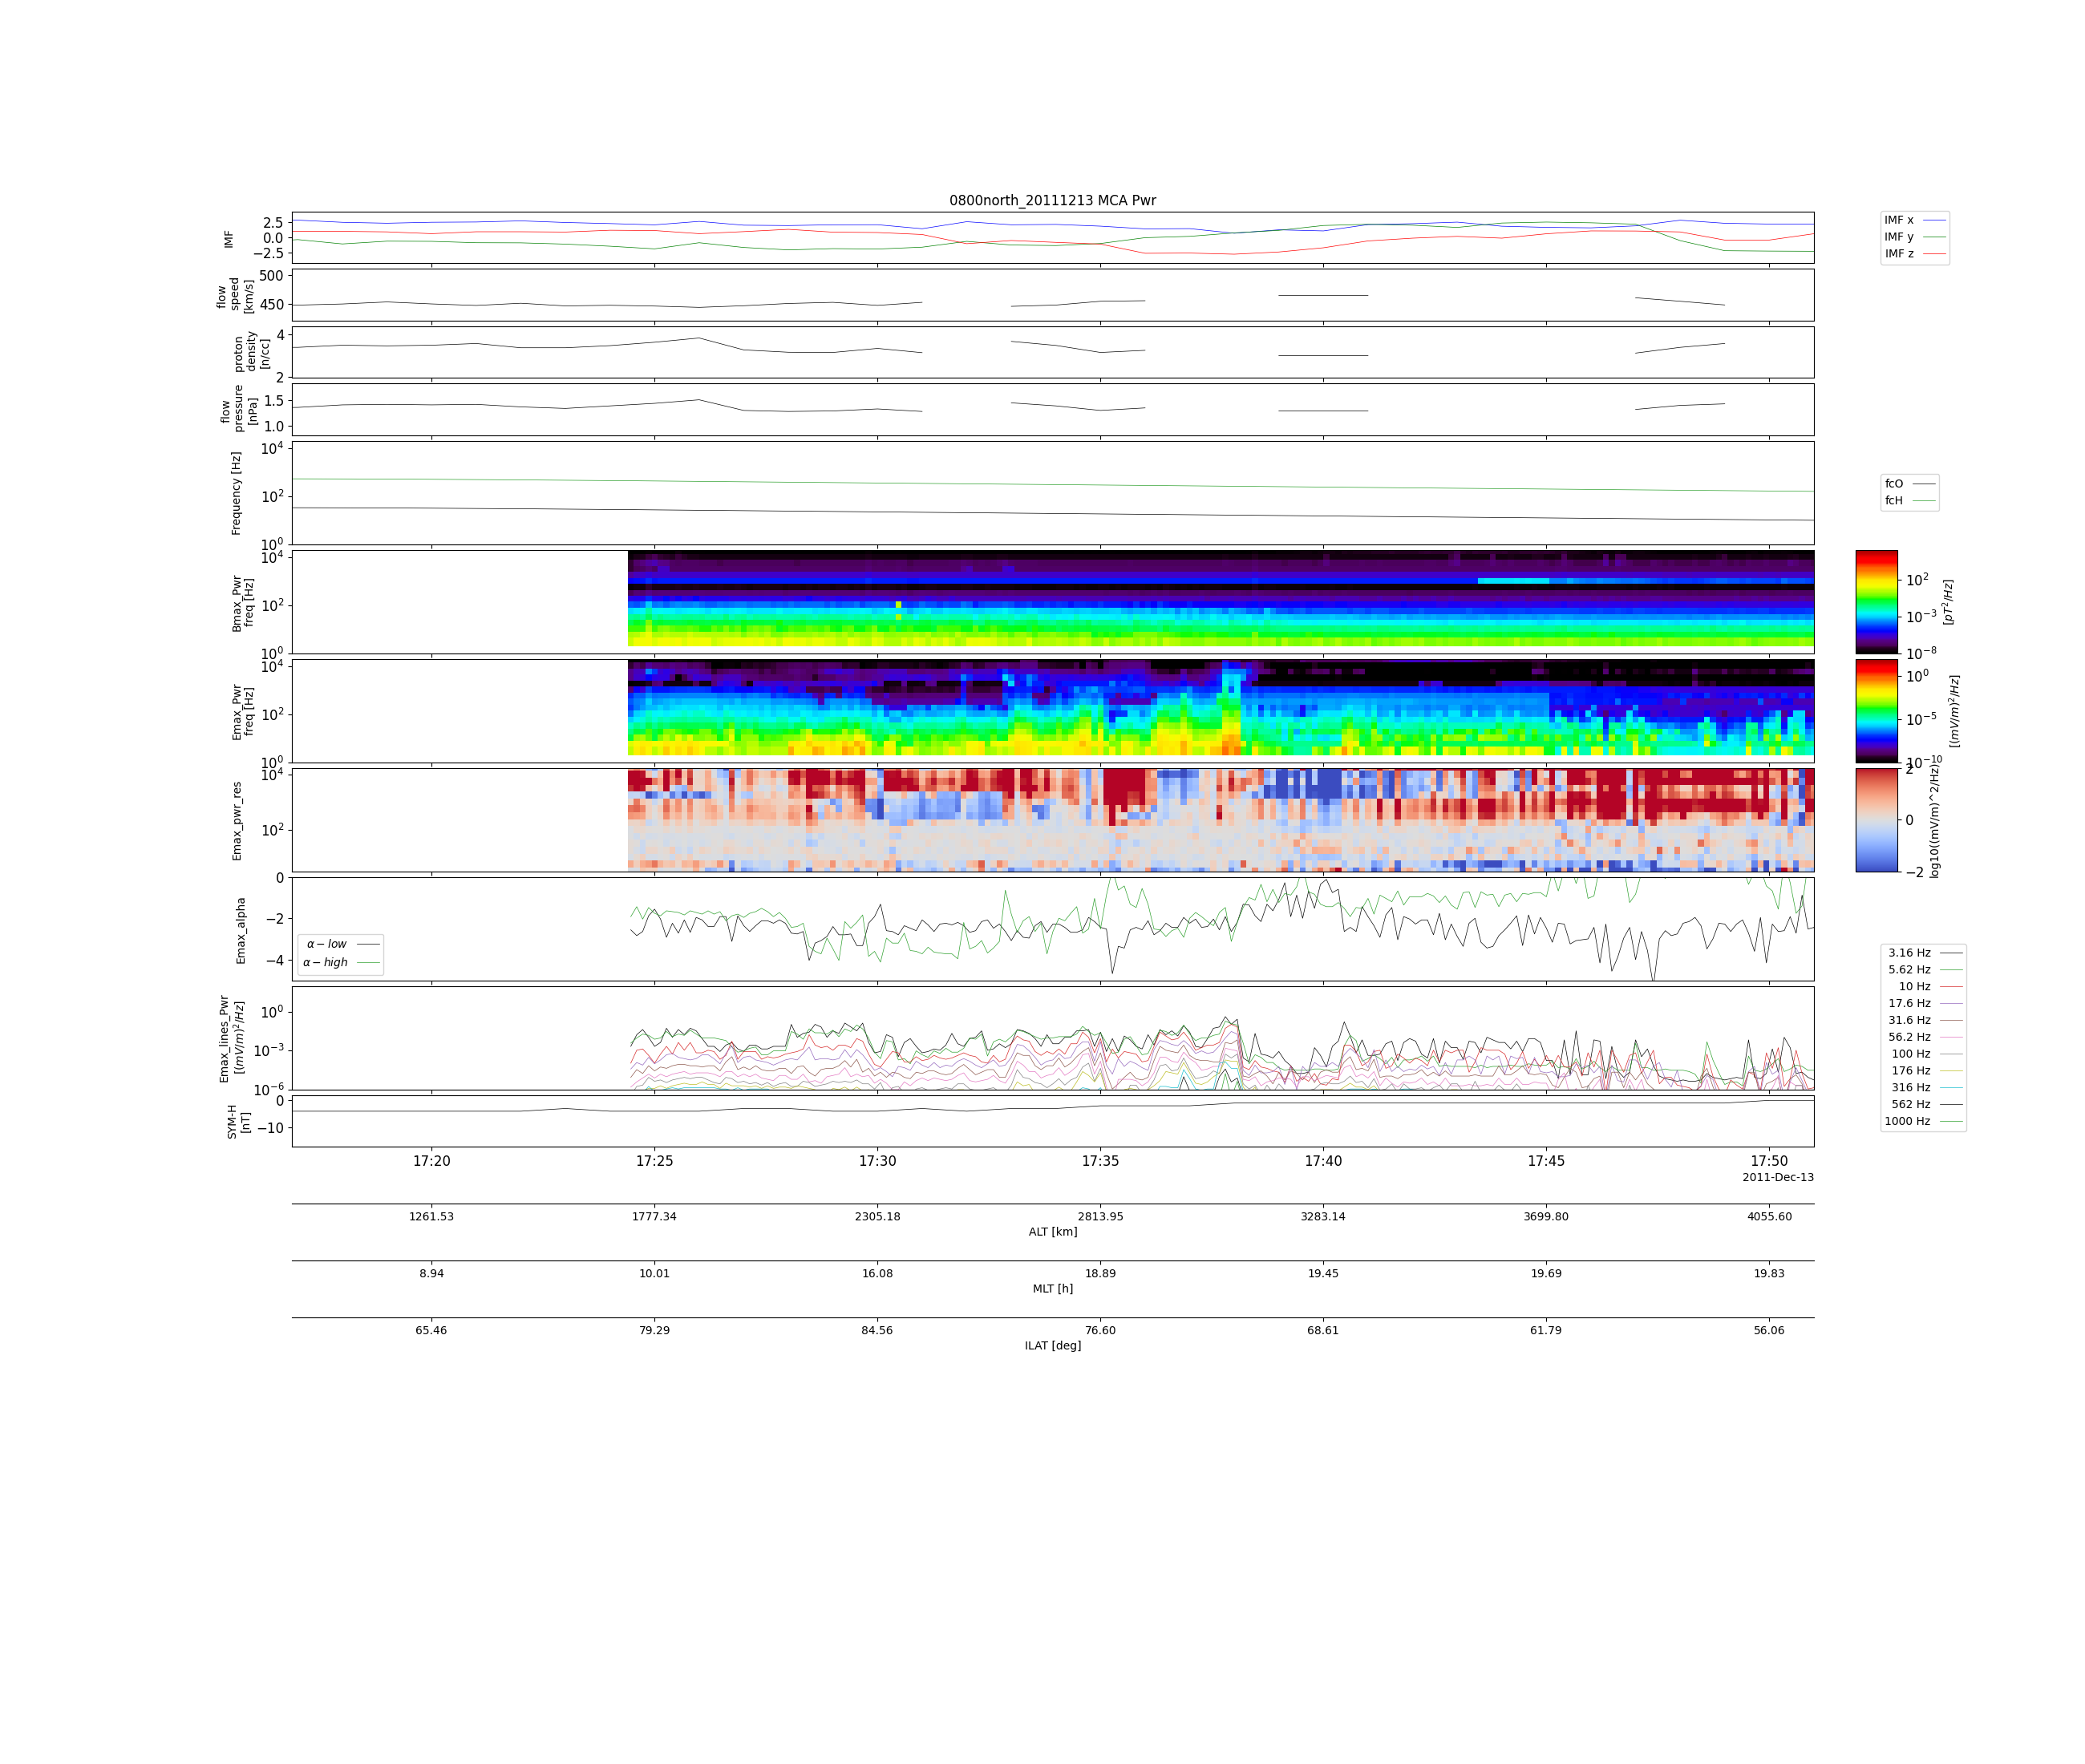 0800north_20111213 MCA Pwr
IMF
2.5
0.0
−2.5
IMF x
IMF y
IMF z
flow
speed
[km/s]
500
450
proton
density
[n/cc]
4
2
flow
pressure
[nPa]
1.5
1.0
Frequency [Hz]
10^4
10^2
10^0
fcO
fcH
Bmax_Pwr
freq [Hz]
10^4
10^2
10^0
10^2
10^−3
10^−8
[pT^2/Hz]
Emax_Pwr
freq [Hz]
10^4
10^2
10^0
10^0
10^−5
10^−10
[(mV/m)^2/Hz]
Emax_pwr_res
10^4
10^2
2
0
−2
log10((mV/m)^2/Hz)
Emax_alpha
0
−2
−4
α − low
α − high
Emax_lines_Pwr
[(mV/m)^2/Hz]
10^0
10^−3
10^−6
3.16 Hz
5.62 Hz
10 Hz
17.6 Hz
31.6 Hz
56.2 Hz
100 Hz
176 Hz
316 Hz
562 Hz
1000 Hz
SYM-H
[nT]
0
−10
17:20 17:25 17:30 17:35 17:40 17:45 17:50
2011-Dec-13
1261.53 1777.34 2305.18 2813.95 3283.14 3699.80 4055.60
ALT [km]
8.94 10.01 16.08 18.89 19.45 19.69 19.83
MLT [h]
65.46 79.29 84.56 76.60 68.61 61.79 56.06
ILAT [deg]